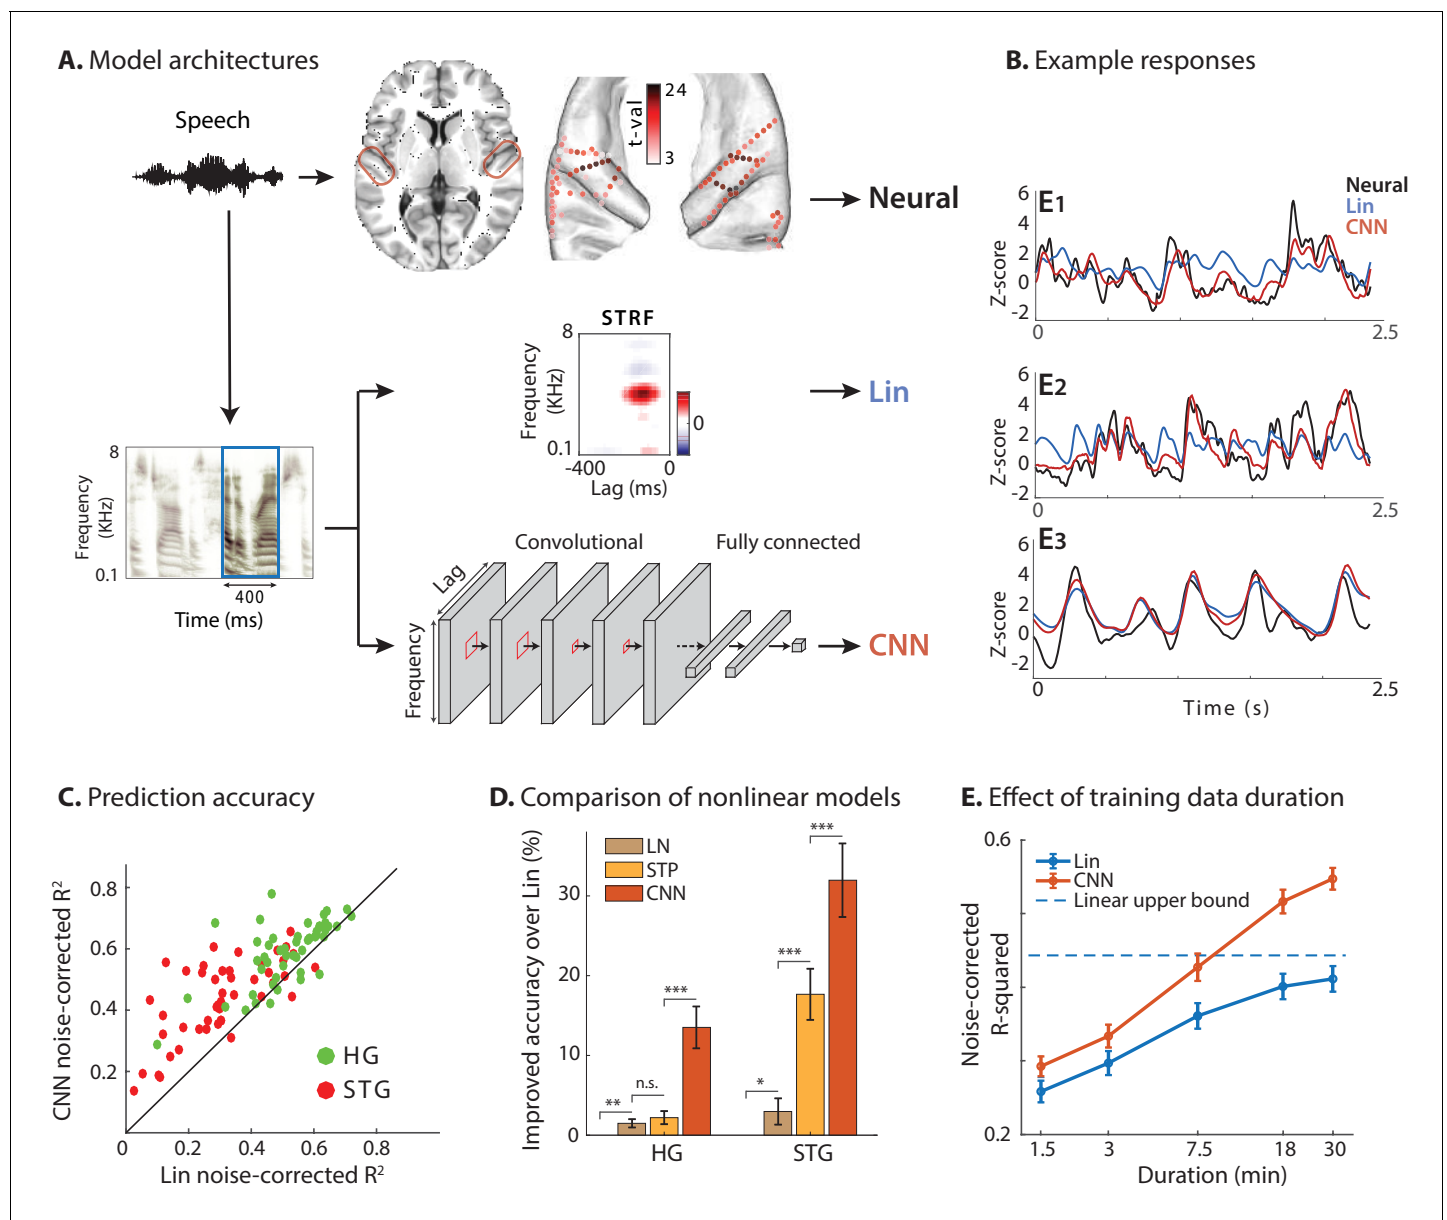 A. Model architectures
Speech
t-val
24
3
Neural
STRF
8
Frequency
(KHz)
0.1
-400
0
Lag (ms)
0
Lin
8
Frequency
(KHz)
0.1
400
Time (ms)
Convolutional
Fully connected
Lag
Frequency
CNN
B. Example responses
Neural
Lin
CNN
E1
6
4
2
0
-2
Z-score
0
2.5
E2
6
4
2
0
-2
Z-score
0
2.5
E3
6
4
2
0
-2
Z-score
0
2.5
Time (s)
C. Prediction accuracy
CNN noise-corrected R²
0.8
0.6
0.4
0.2
0
0.2
0.4
0.6
0.8
HG
STG
Lin noise-corrected R²
D. Comparison of nonlinear models
Improved accuracy over Lin (%)
LN
STP
CNN
30
20
10
0
**
n.s.
***
*
***
***
HG
STG
E. Effect of training data duration
Noise-corrected
R-squared
0.6
0.2
Lin
CNN
Linear upper bound
1.5
3
7.5
18
30
Duration (min)